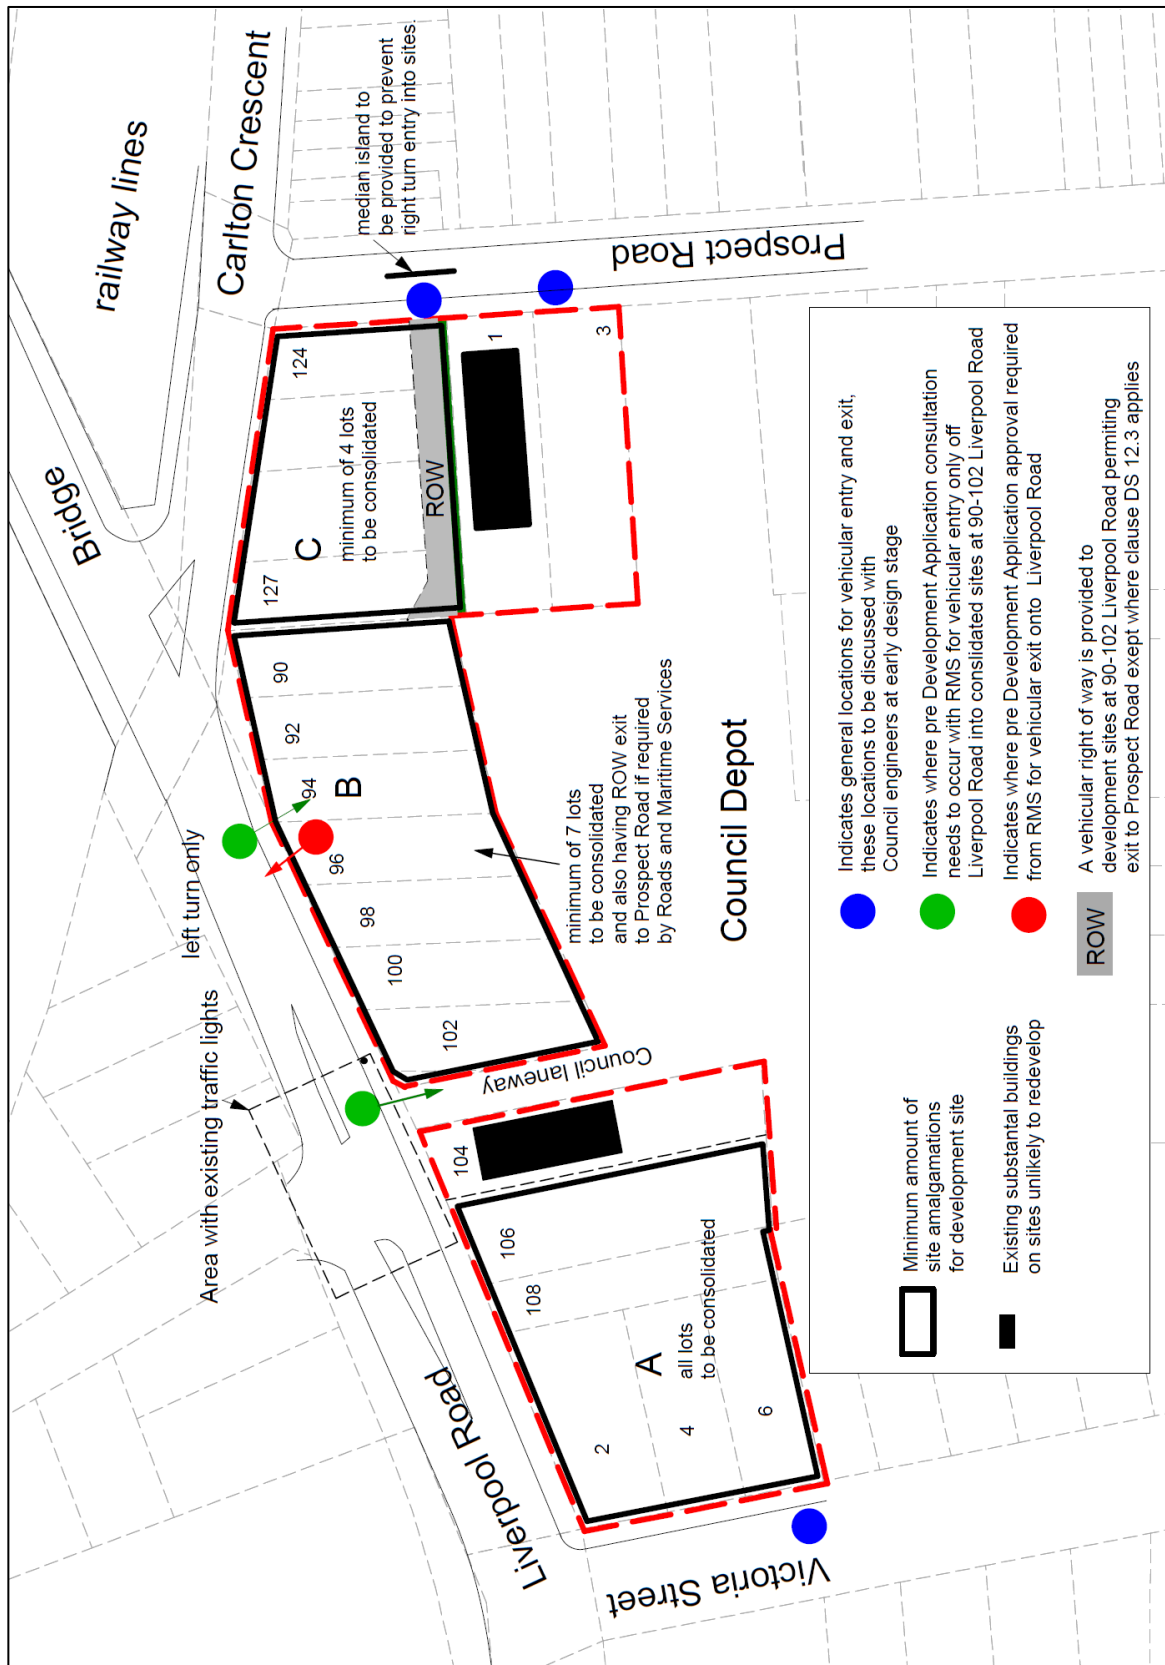 railway lines
Carlton Crescent
Bridge
median island to
be provided to prevent
right turn entry into sites.
Prospect Road
124
127
C
minimum of 4 lots
to be consolidated
ROW
1
3
90
92
94
B
96
98
100
102
left turn only
Area with existing traffic lights
minimum of 7 lots
to be consolidated
and also having ROW exit
to Prospect Road if required
by Roads and Maritime Services
Council Depot
Council laneway
104
106
108
A
all lots
to be consolidated
2
4
6
Liverpool Road
Victoria Street
Minimum amount of
site amalgamations
for development site
Existing substantal buildings
on sites unlikely to redevelop
Indicates general locations for vehicular entry and exit,
these locations to be discussed with
Council engineers at early design stage
Indicates where pre Development Application consultation
needs to occur with RMS for vehicular entry only off
Liverpool Road into consildated sites at 90-102 Liverpool Road
Indicates where pre Development Application approval required
from RMS for vehicular exit onto Liverpool Road
ROW
A vehicular right of way is provided to
development sites at 90-102 Liverpool Road permiting
exit to Prospect Road exept where clause DS 12.3 applies